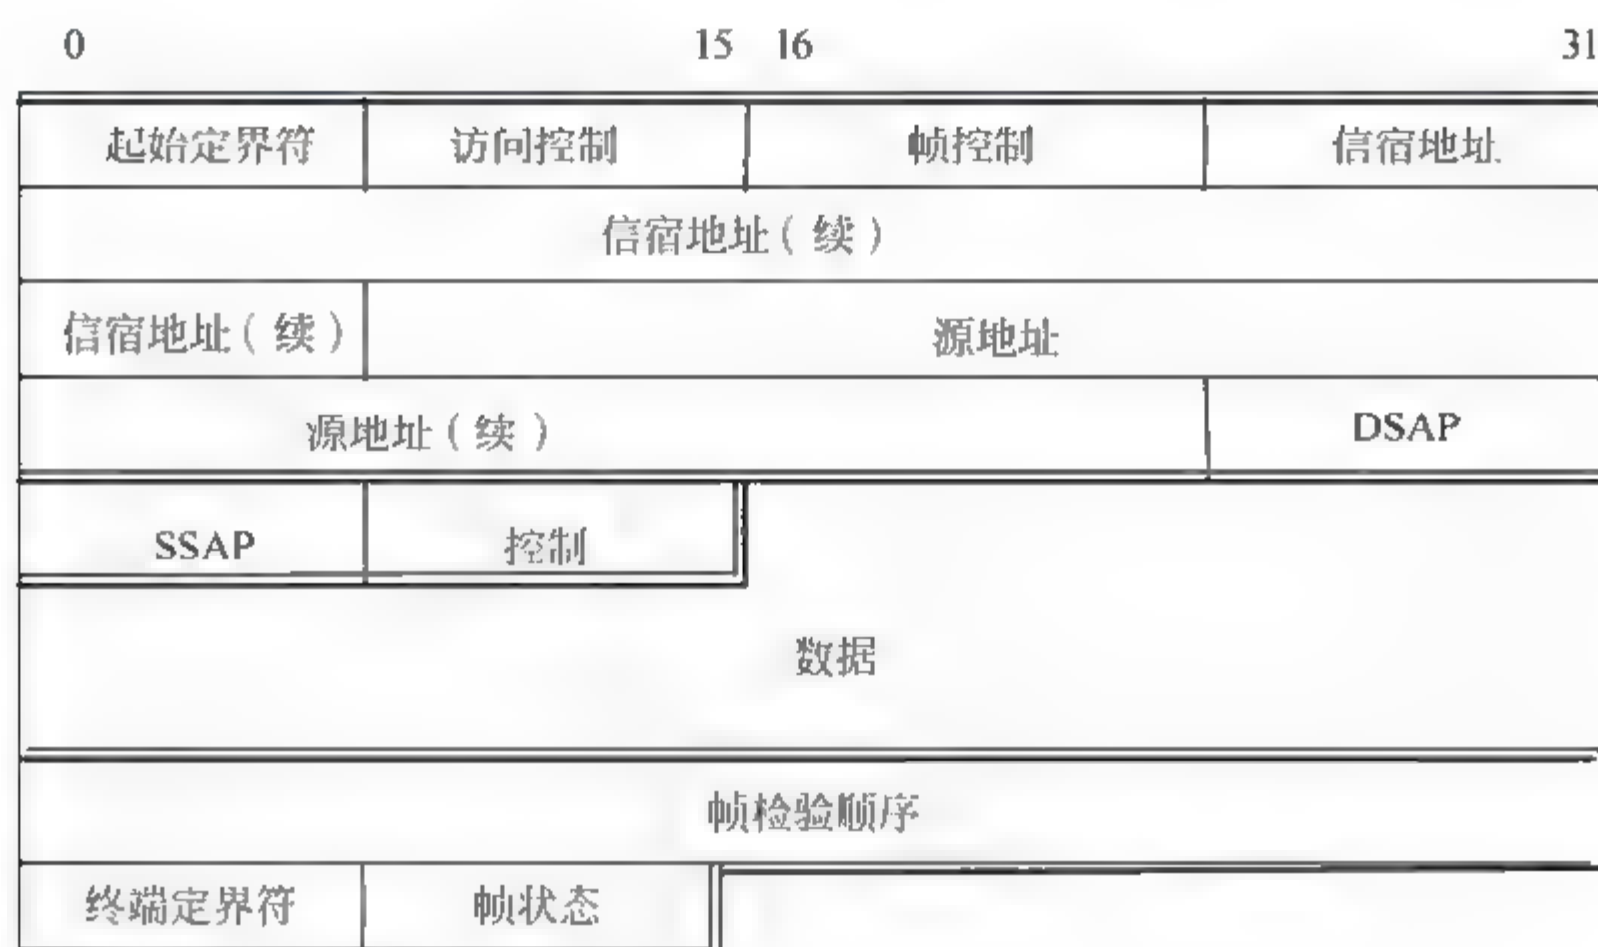 0 15 16 31
起始定界符 访问控制 帧控制 信宿地址
信宿地址(续)
信宿地址(续) 源地址
源地址(续) DSAP
SSAP 控制
数据
帧检验顺序
终端定界符 帧状态